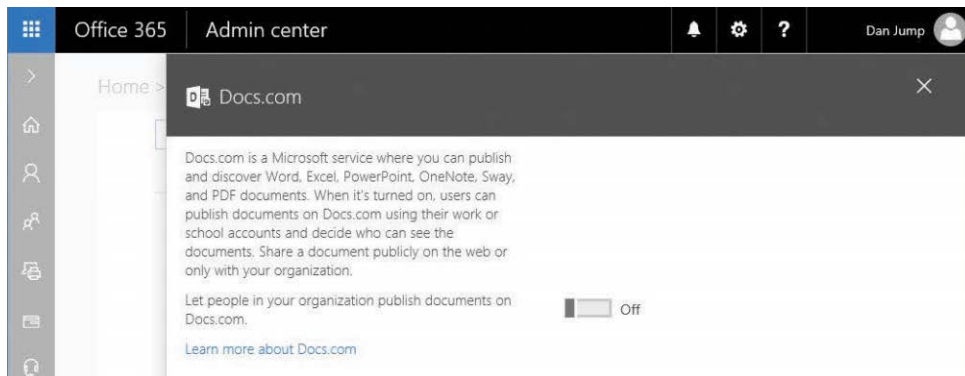 Office 365
Admin center
?
Dan Jump
Home >
Docs.com
Docs.com is a Microsoft service where you can publish
and discover Word, Excel, PowerPoint, OneNote, Sway,
and PDF documents. When it's turned on, users can
publish documents on Docs.com using their work or
school accounts and decide who can see the
documents. Share a document publicly on the web or
only with your organization.
Let people in your organization publish documents on
Docs.com.
Off
Learn more about Docs.com